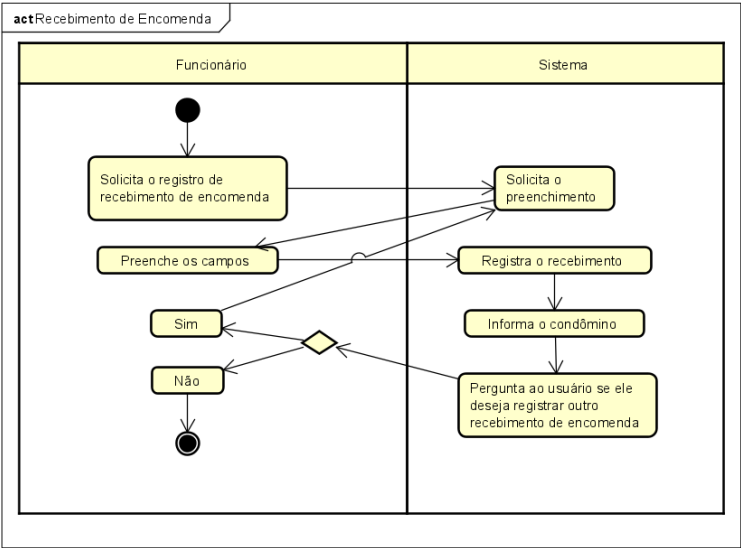 act Recebimento de Encomenda
Funcionário
Sistema
Solicita o registro de
recebimento de encomenda
Solicita o
preenchimento
Preenche os campos
Registra o recebimento
Sim
Informa o condômino
Não
Pergunta ao usuário se ele
deseja registrar outro
recebimento de encomenda